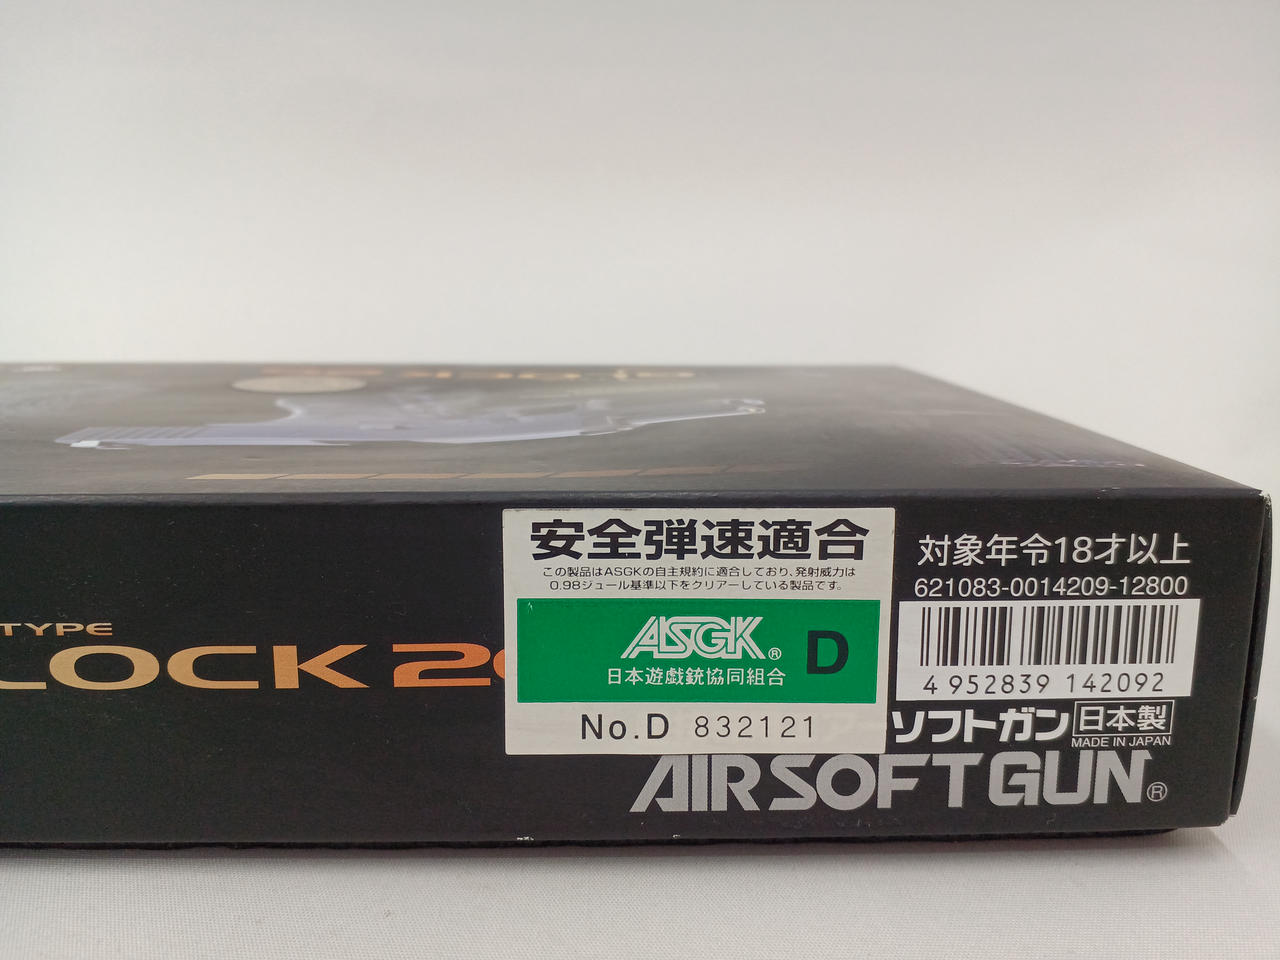 TYPE
LOCK 2
安全弾速適合
この製品はASGKの自主規約に適合しており、発射威力は
0.98ジュール基準以下をクリアーしている製品です。
ASGK® D
日本遊戯銃協同組合
No.D 832121
対象年令18才以上
621083-0014209-12800
4 952839 142092
ソフトガン 日本製
MADE IN JAPAN
AIRSOFT GUN®